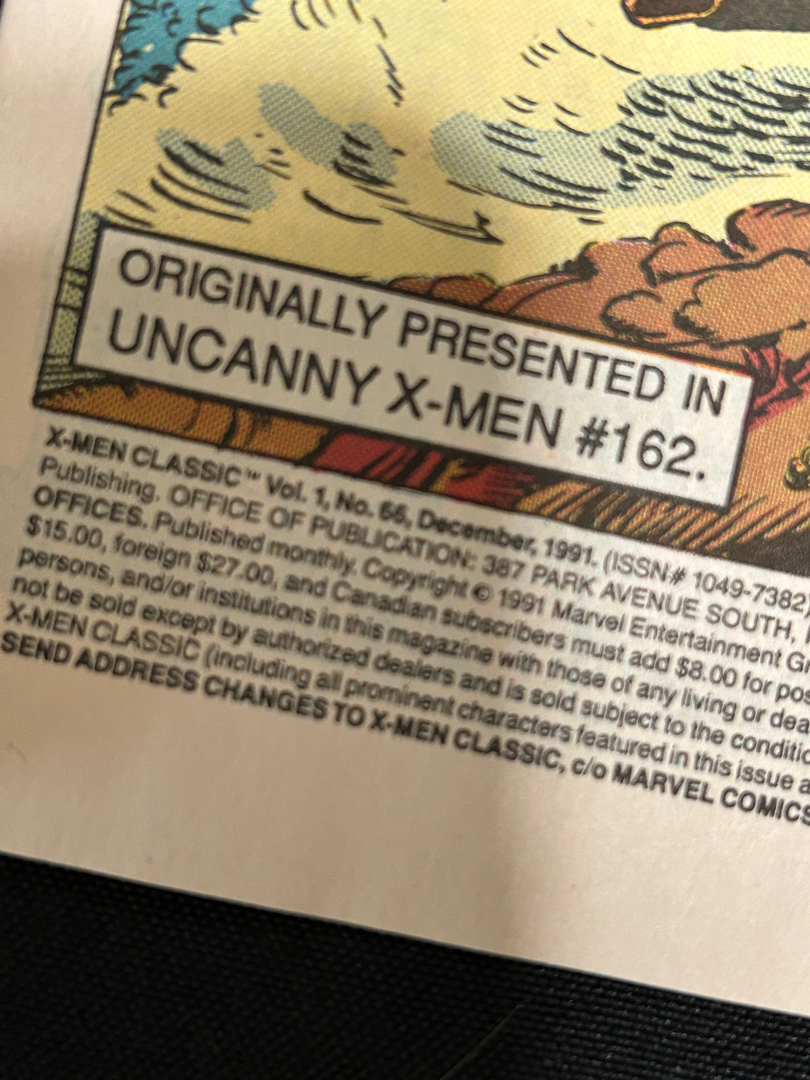 ORIGINALLY PRESENTED IN
UNCANNY X-MEN #162.
X-MEN CLASSIC™ Vol. 1, No. 66, December, 1991. (ISSN# 1049-7382)
Publishing. OFFICE OF PUBLICATION: 387 PARK AVENUE SOUTH,
OFFICES. Published monthly. Copyright © 1991 Marvel Entertainment
$15.00, foreign $27.00, and Canadian subscribers must add $8.00 for
persons, and/or institutions in this magazine with those of any living or
not be sold except by authorized dealers and is sold subject to the
X-MEN CLASSIC (including all prominent characters featured in this issue
SEND ADDRESS CHANGES TO X-MEN CLASSIC, c/o MARVEL COMICS